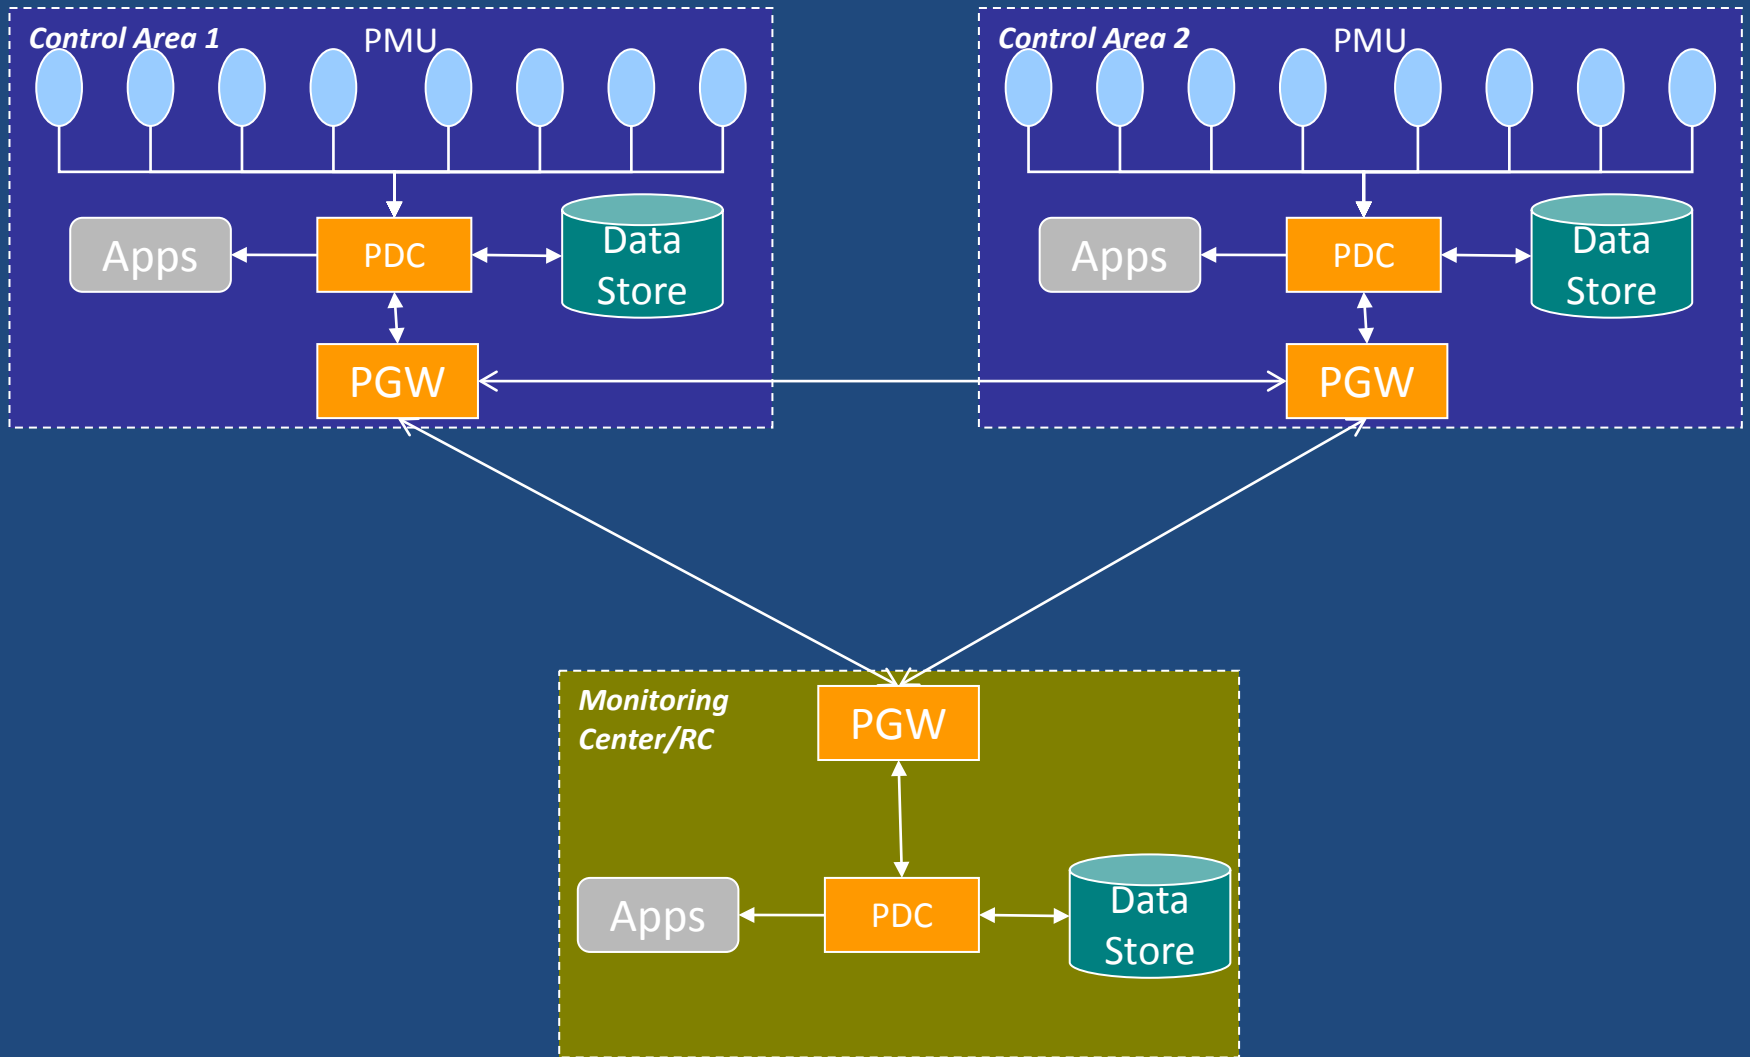 Control Area 1
PMU
Apps
PDC
Data
Store
PGW
Control Area 2
PMU
Apps
PDC
Data
Store
PGW
Monitoring
Center/RC
PGW
Apps
PDC
Data
Store